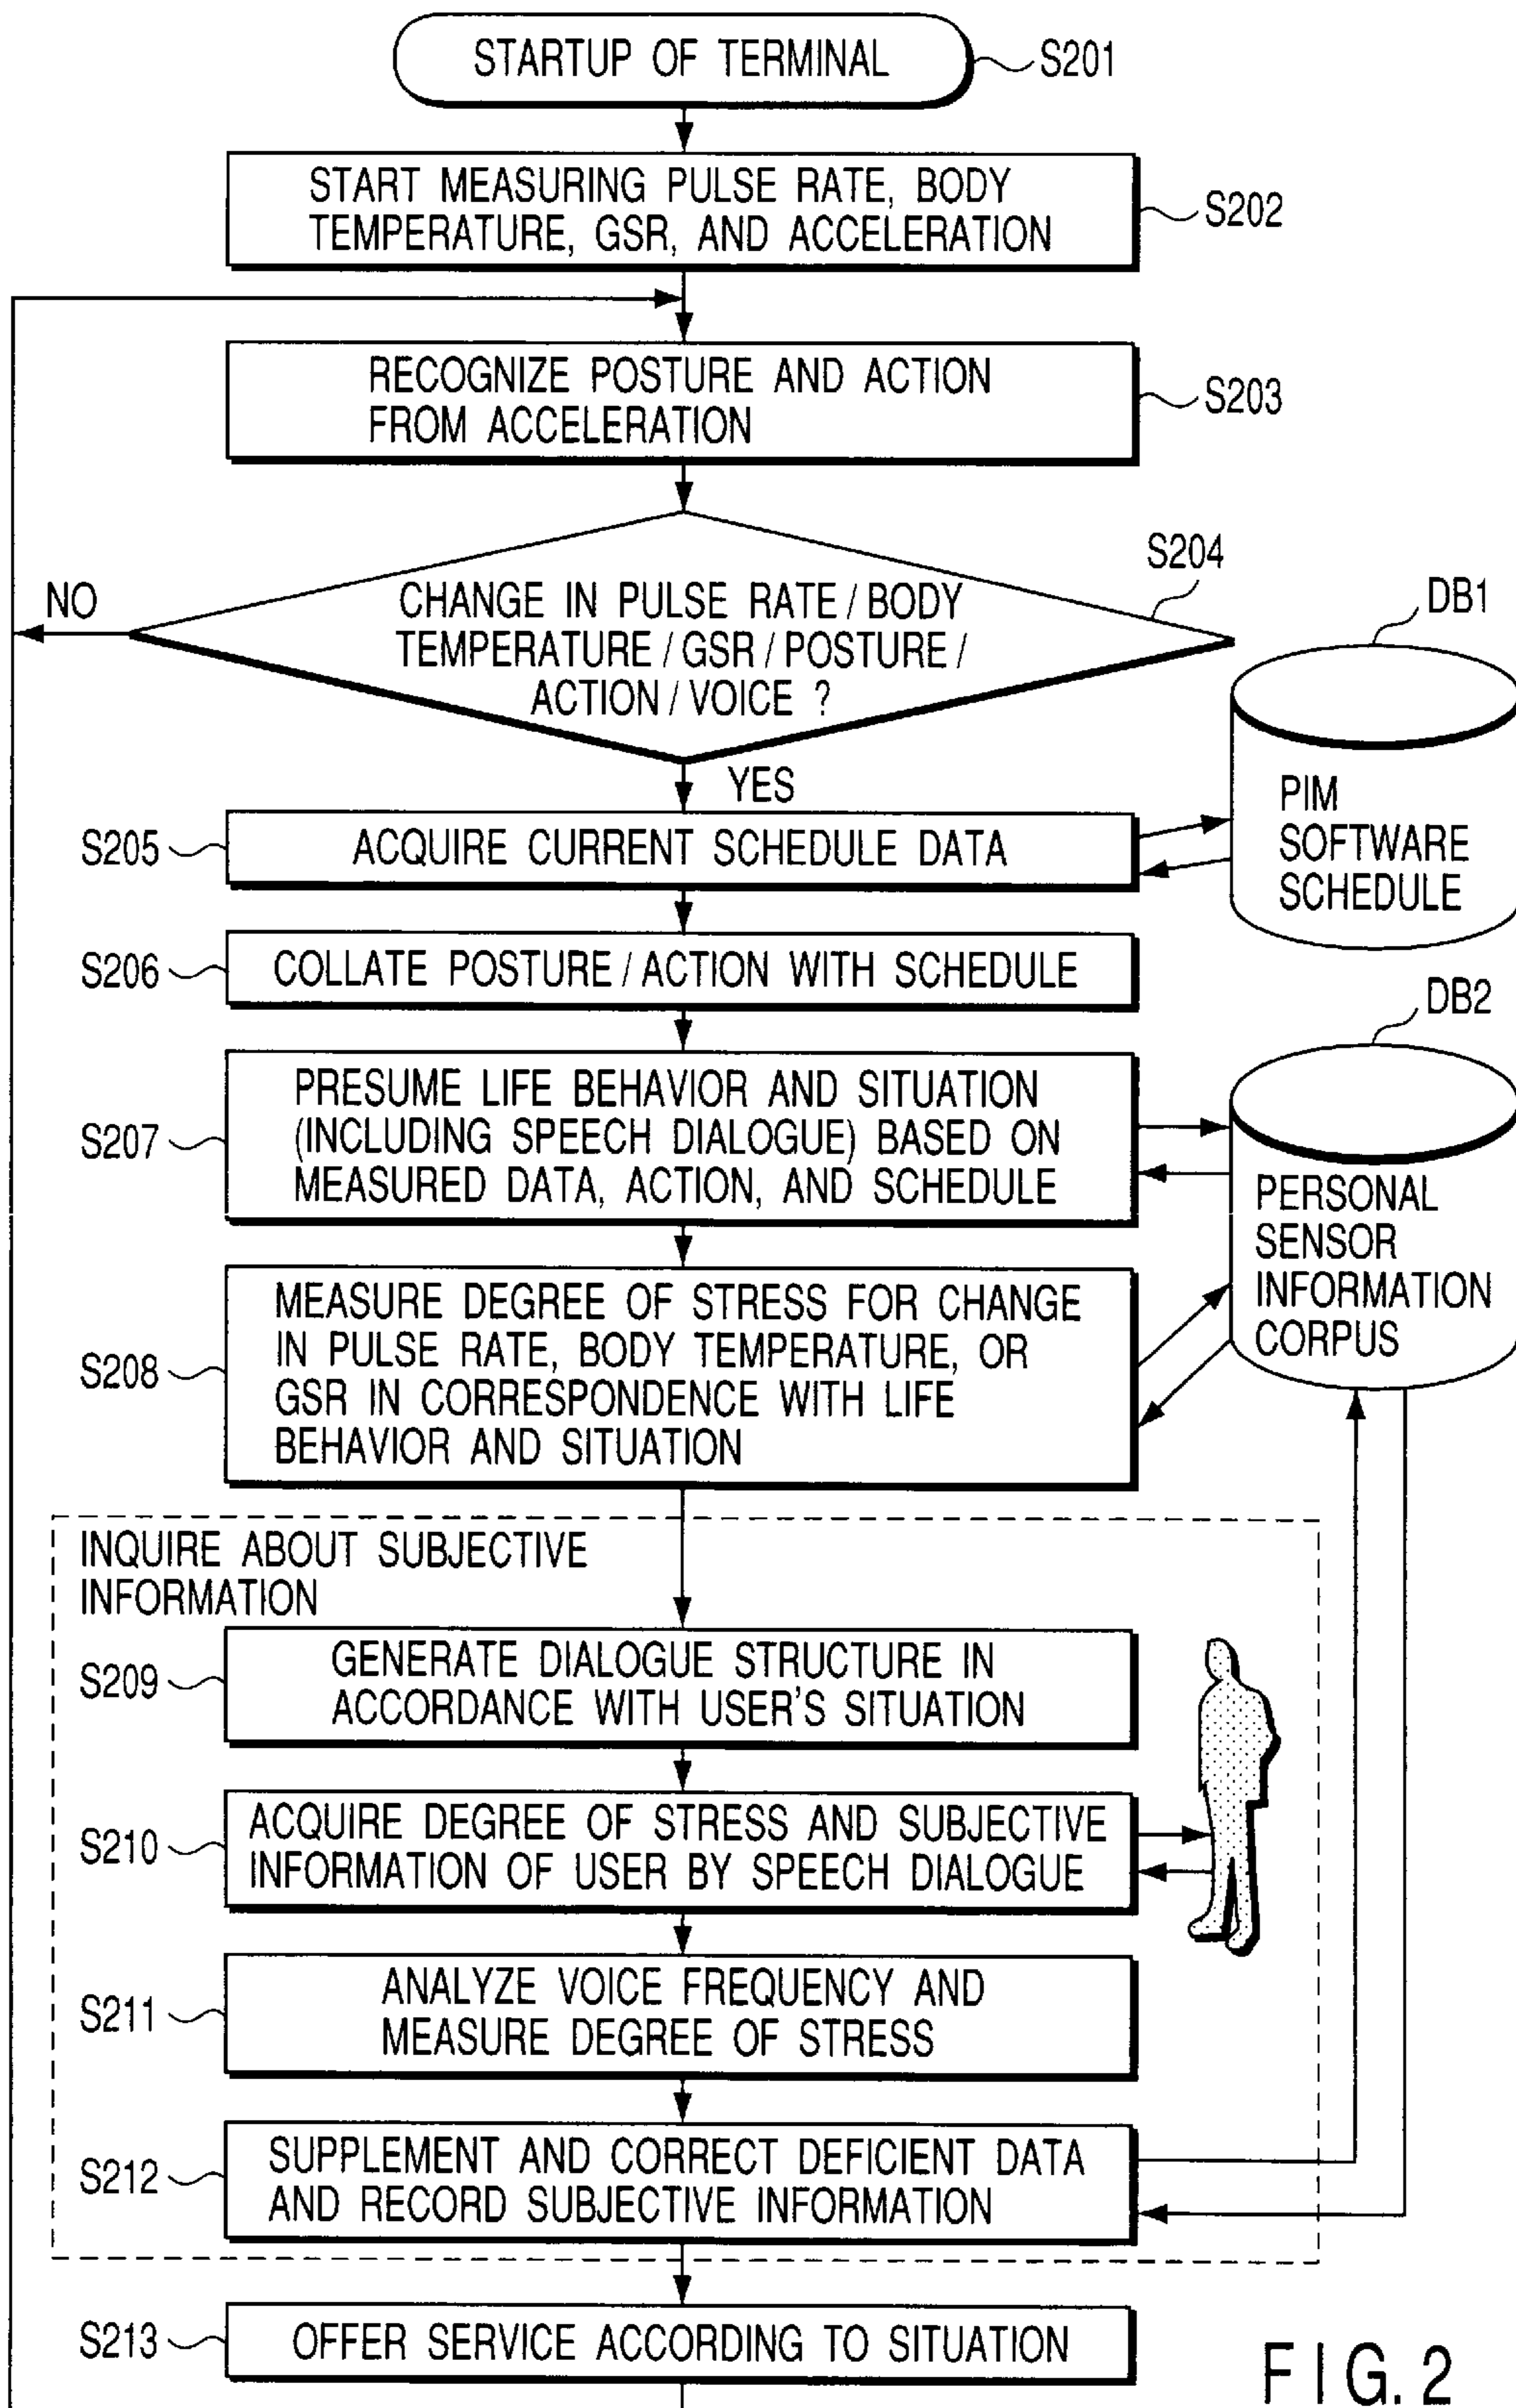 STARTUP OF TERMINAL
S201
START MEASURING PULSE RATE, BODY
TEMPERATURE, GSR, AND ACCELERATION
S202
RECOGNIZE POSTURE AND ACTION
FROM ACCELERATION
S203
S204
CHANGE IN PULSE RATE / BODY
TEMPERATURE / GSR / POSTURE /
ACTION / VOICE ?
NO
YES
DB1
PIM
SOFTWARE
SCHEDULE
S205
ACQUIRE CURRENT SCHEDULE DATA
S206
COLLATE POSTURE / ACTION WITH SCHEDULE
DB2
PERSONAL
SENSOR
INFORMATION
CORPUS
S207
PRESUME LIFE BEHAVIOR AND SITUATION
(INCLUDING SPEECH DIALOGUE) BASED ON
MEASURED DATA, ACTION, AND SCHEDULE
S208
MEASURE DEGREE OF STRESS FOR CHANGE
IN PULSE RATE, BODY TEMPERATURE, OR
GSR IN CORRESPONDENCE WITH LIFE
BEHAVIOR AND SITUATION
INQUIRE ABOUT SUBJECTIVE
INFORMATION
S209
GENERATE DIALOGUE STRUCTURE IN
ACCORDANCE WITH USER'S SITUATION
S210
ACQUIRE DEGREE OF STRESS AND SUBJECTIVE
INFORMATION OF USER BY SPEECH DIALOGUE
S211
ANALYZE VOICE FREQUENCY AND
MEASURE DEGREE OF STRESS
S212
SUPPLEMENT AND CORRECT DEFICIENT DATA
AND RECORD SUBJECTIVE INFORMATION
S213
OFFER SERVICE ACCORDING TO SITUATION
FIG. 2